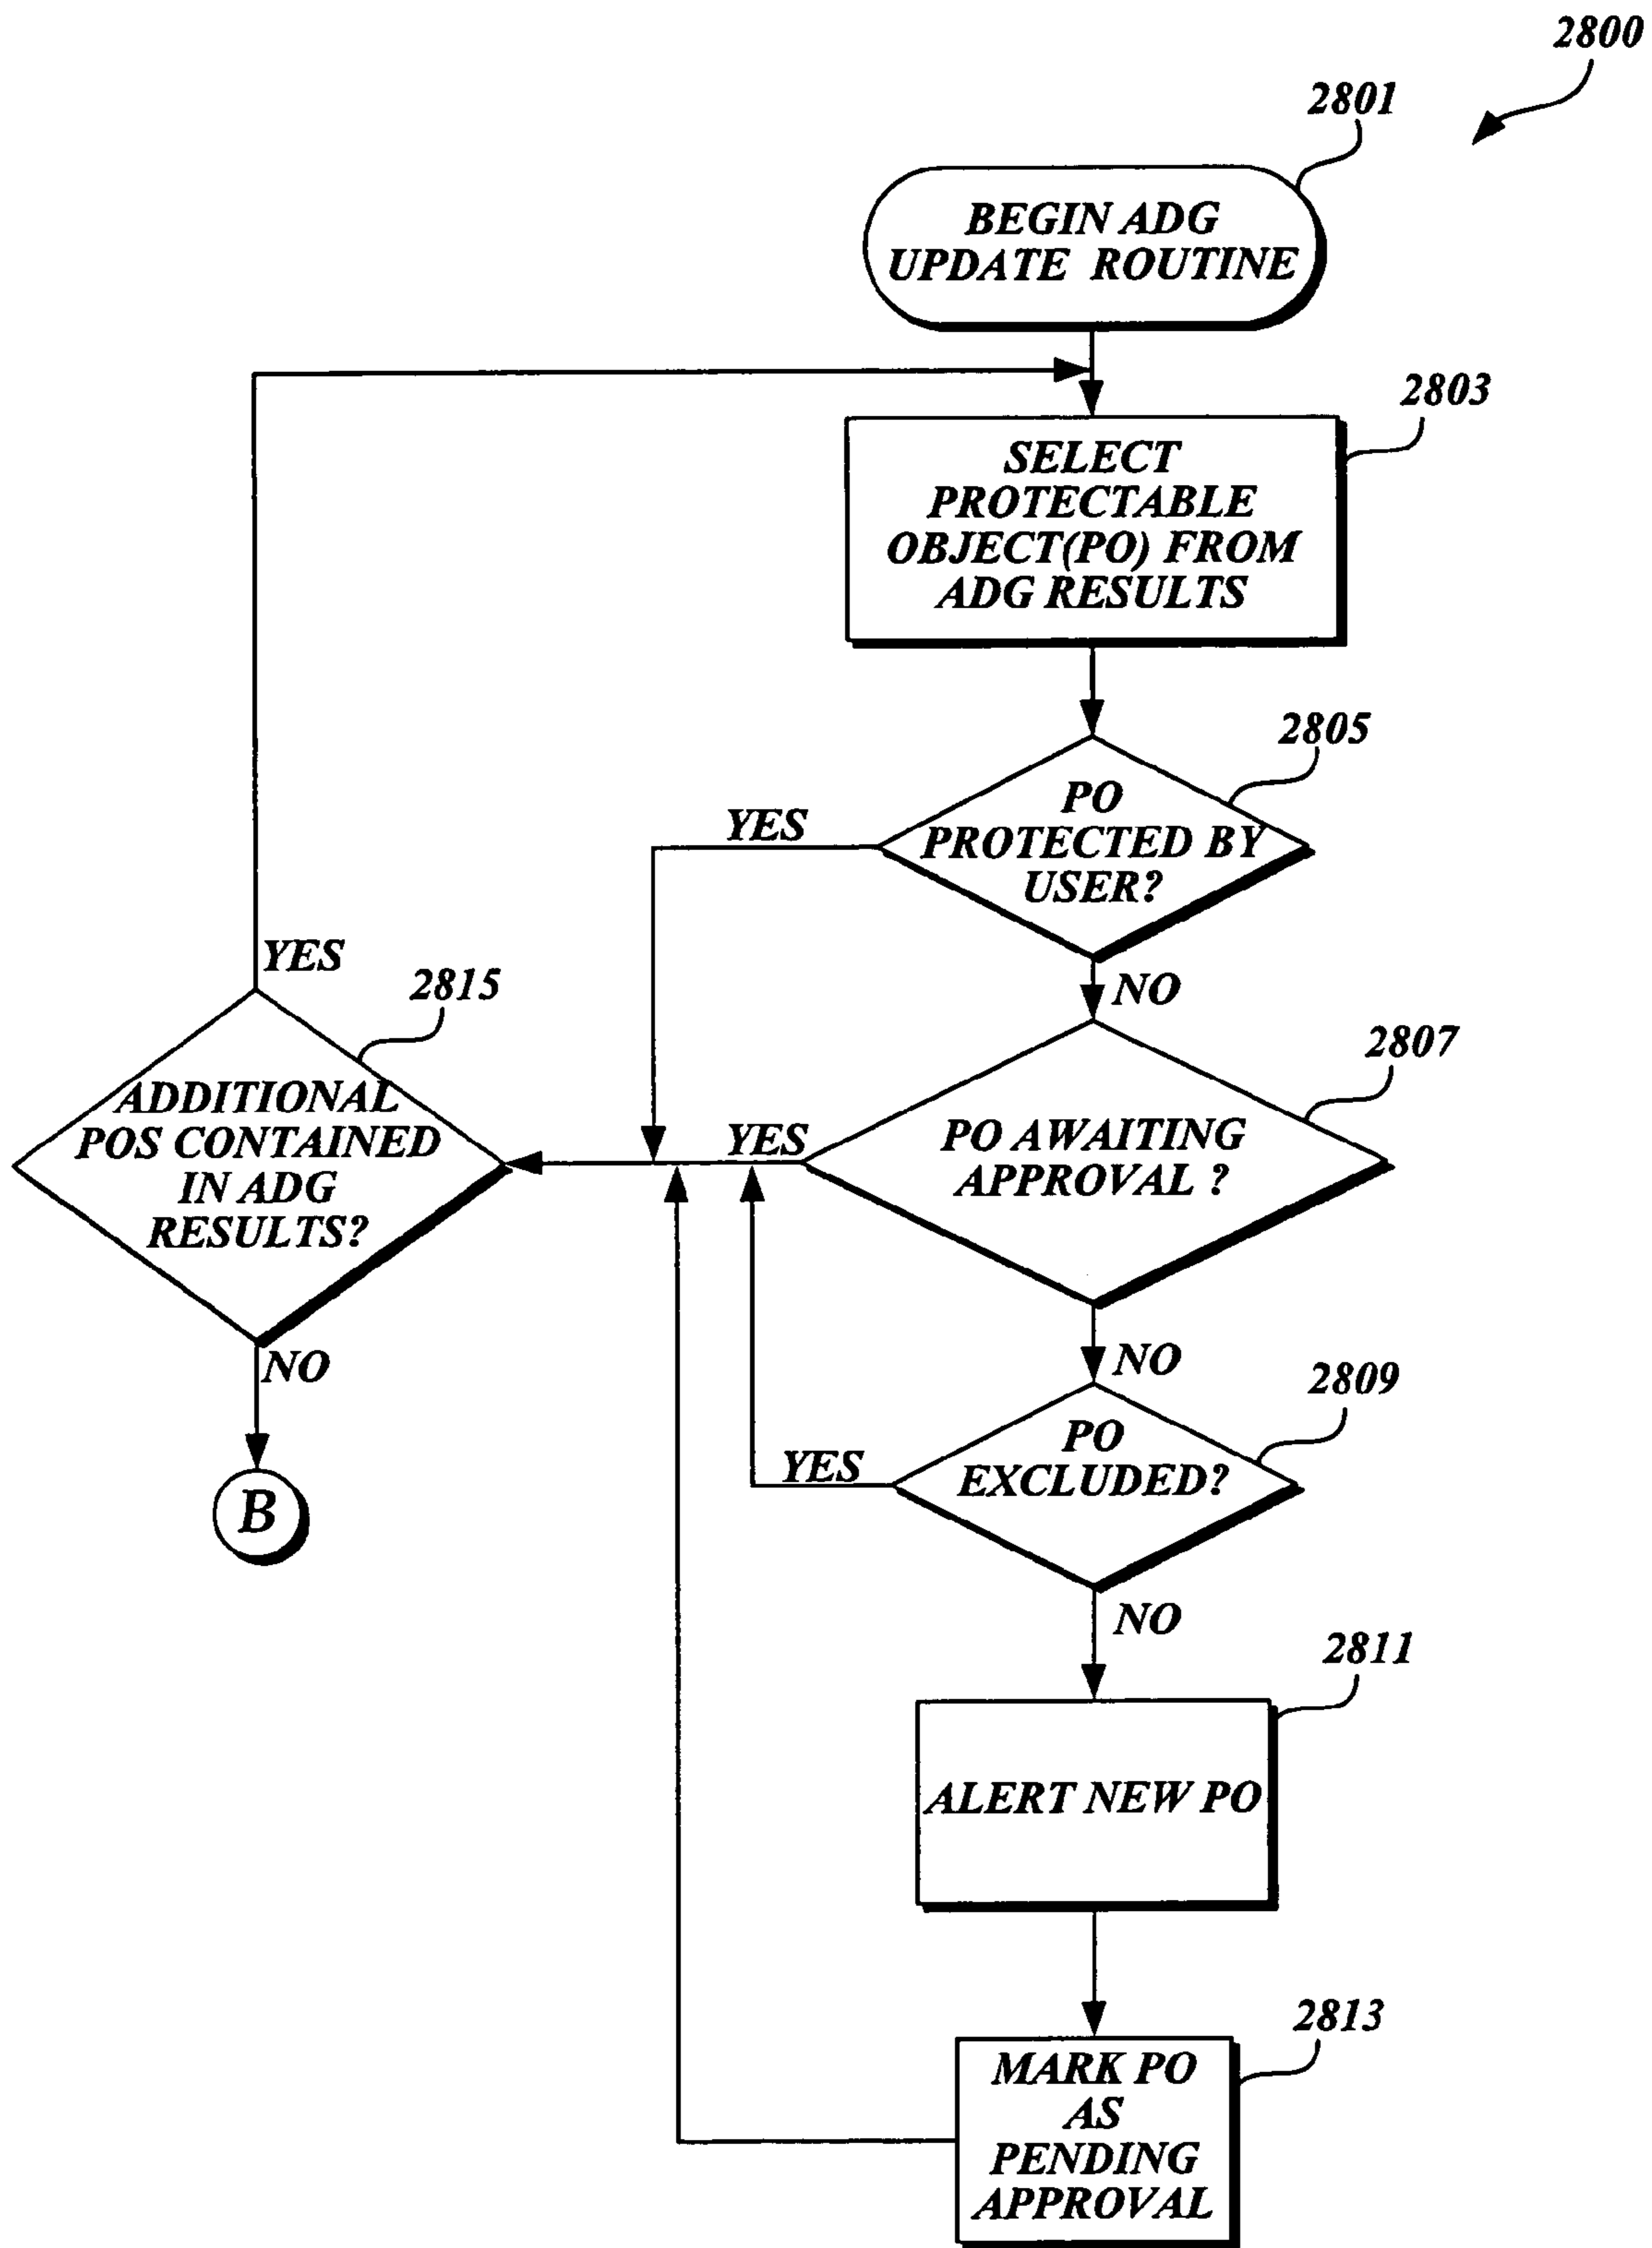 2800
2801
BEGIN ADG
UPDATE ROUTINE
2803
SELECT
PROTECTABLE
OBJECT(PO) FROM
ADG RESULTS
2805
PO
PROTECTED BY
USER?
YES
NO
YES
2815
ADDITIONAL
POS CONTAINED
IN ADG
RESULTS?
NO
B
2807
PO AWAITING
APPROVAL ?
YES
NO
2809
PO
EXCLUDED?
YES
NO
2811
ALERT NEW PO
2813
MARK PO
AS
PENDING
APPROVAL